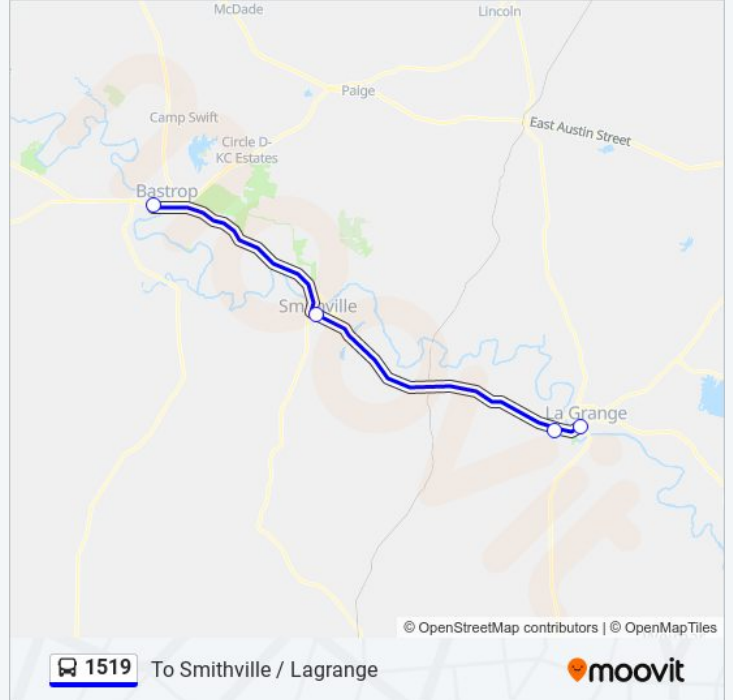 McDade
Lincoln
Paige
Camp Swift
East Austin Street
Circle D-
KC Estates
Bastrop
Smithville
La Grange
© OpenStreetMap contributors | © OpenMapTiles
1519 To Smithville / Lagrange
moovit